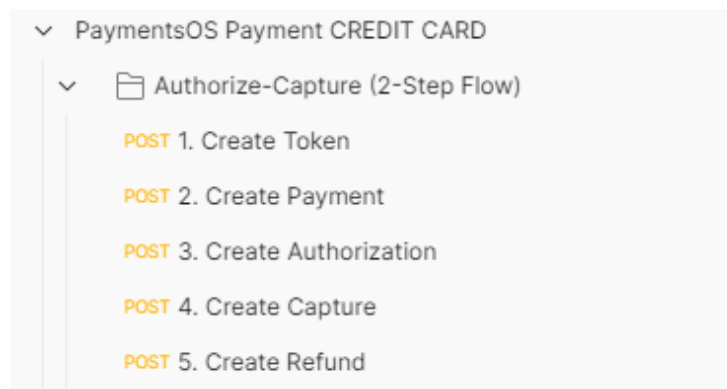 PaymentsOS Payment CREDIT CARD
Authorize-Capture (2-Step Flow)
POST 1. Create Token
POST 2. Create Payment
POST 3. Create Authorization
POST 4. Create Capture
POST 5. Create Refund